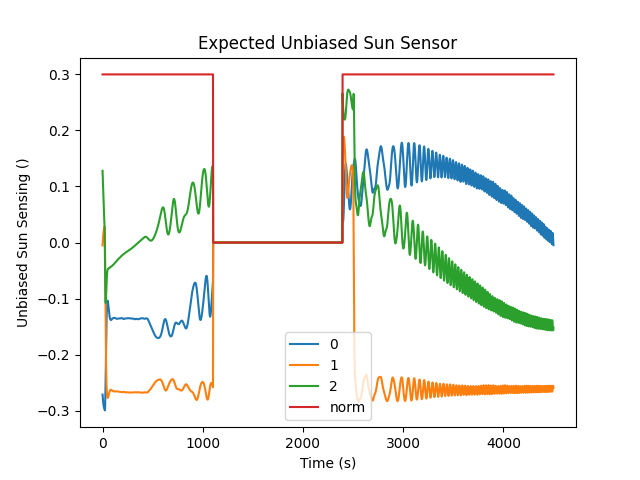 Expected Unbiased Sun Sensor
Unbiased Sun Sensing ()
0.3
0.2
0.1
0.0
−0.1
−0.2
−0.3
0
1
2
norm
0 1000 2000 3000 4000
Time (s)